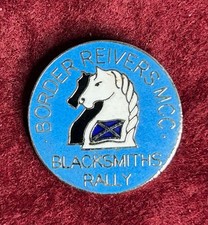 BORDER REIVERS M.C.C.
BLACKSMITHS
RALLY